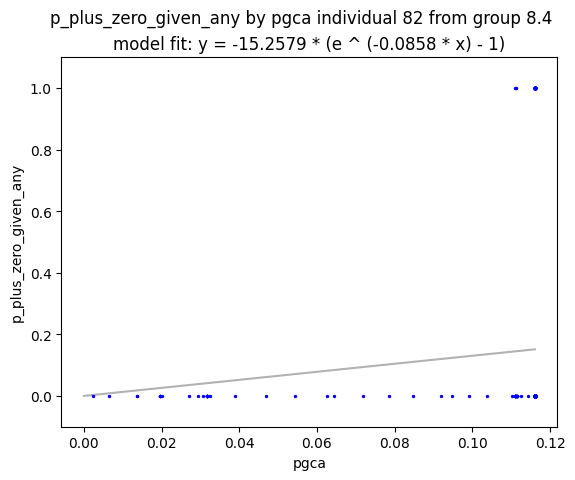 p_plus_zero_given_any by pgca individual 82 from group 8.4
model fit: y = -15.2579 * (e ^ (-0.0858 * x) - 1)
1.0
0.8
0.6
0.4
0.2
0.0
p_plus_zero_given_any
0.00 0.02 0.04 0.06 0.08 0.10 0.12
pgca